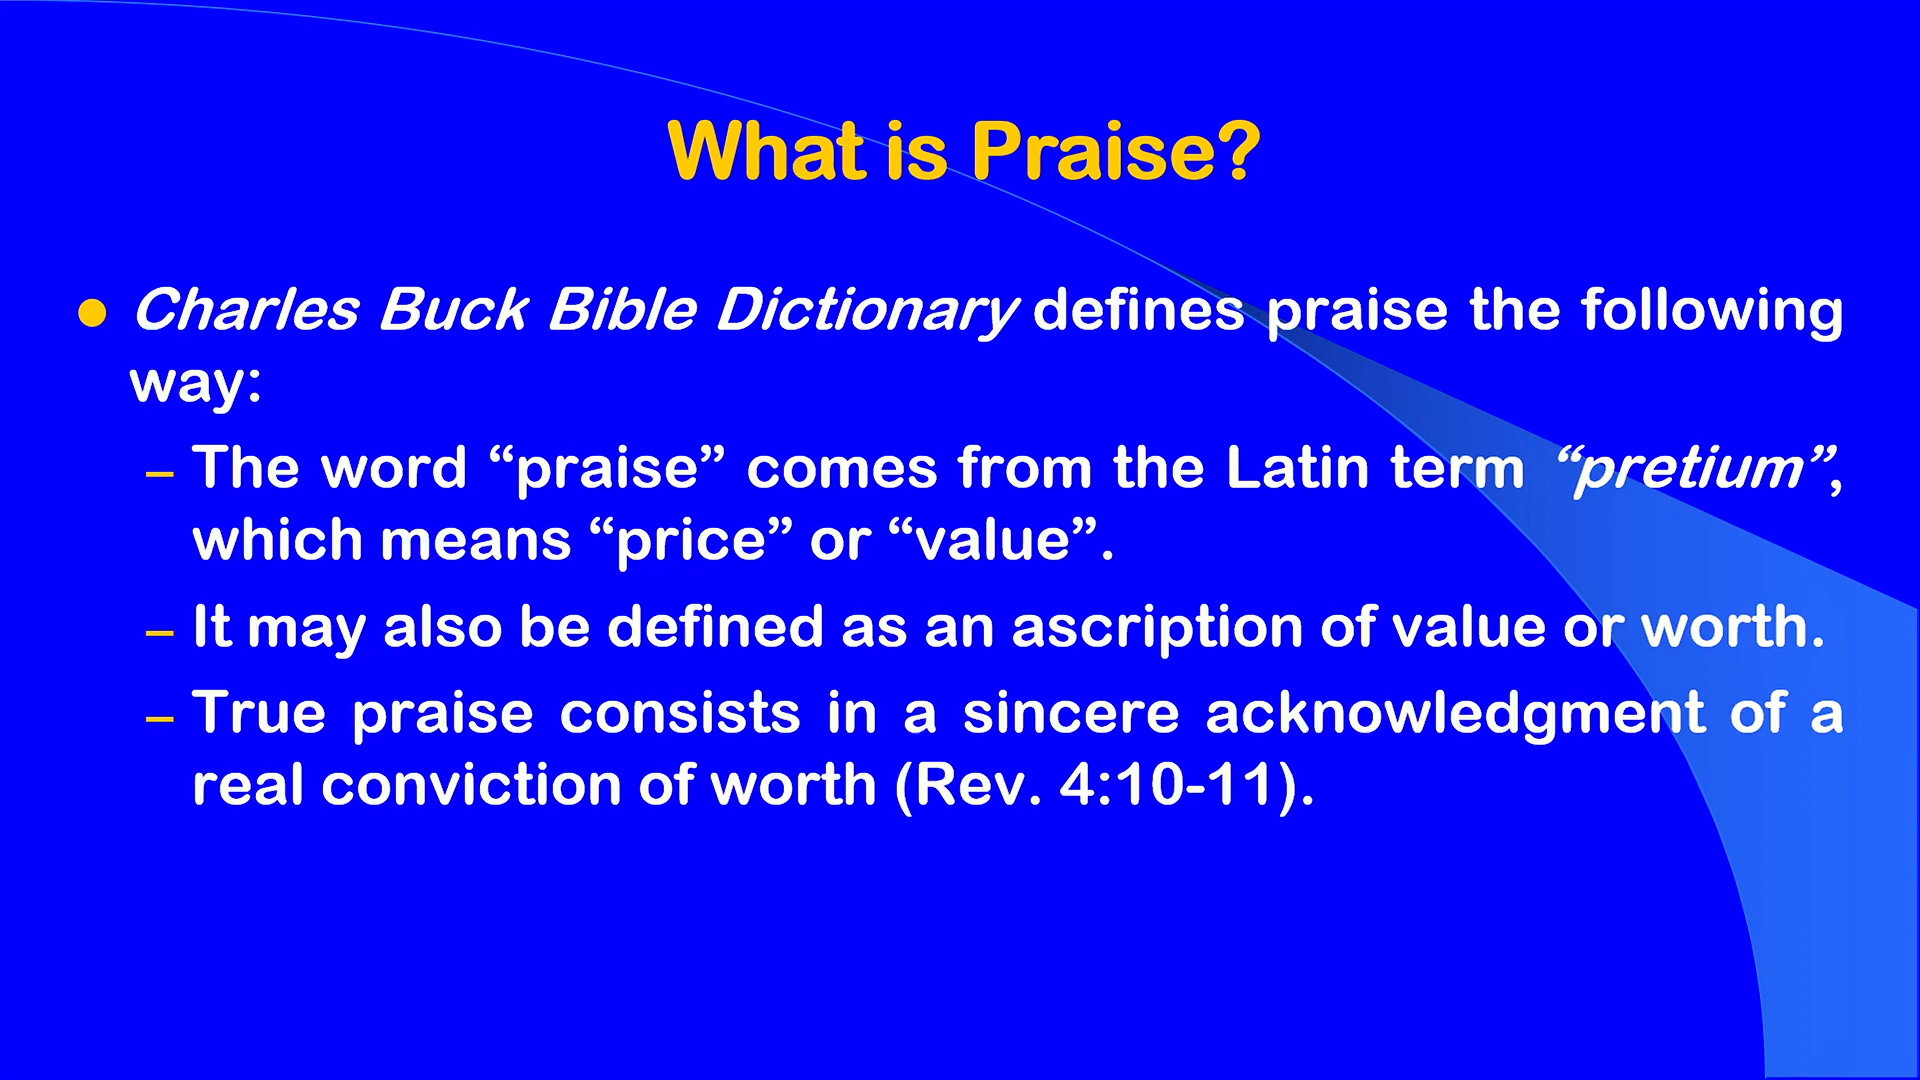 What is Praise?
● Charles Buck Bible Dictionary defines praise the following
way:
– The word “praise” comes from the Latin term “pretium”,
which means “price” or “value”.
– It may also be defined as an ascription of value or worth.
– True praise consists in a sincere acknowledgment of a
real conviction of worth (Rev. 4:10-11).